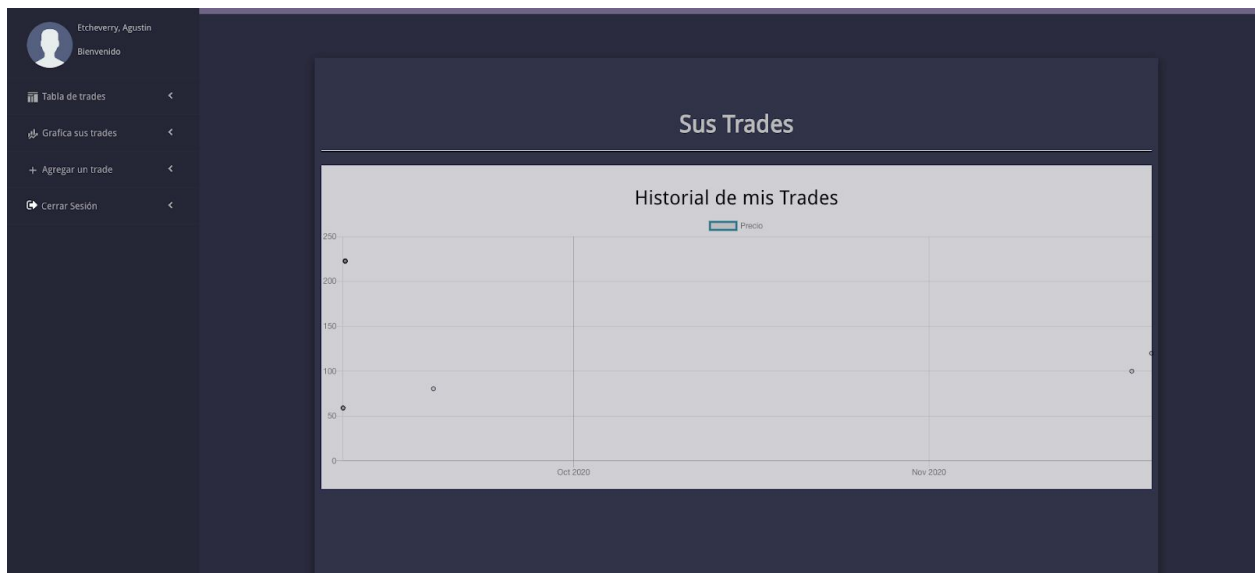 Etcheverry, Agustin
Bienvenido
Tabla de trades
Grafica sus trades
Agregar un trade
Cerrar Sesión
Sus Trades
Historial de mis Trades
Precio
250
200
150
100
50
0
Oct 2020
Nov 2020